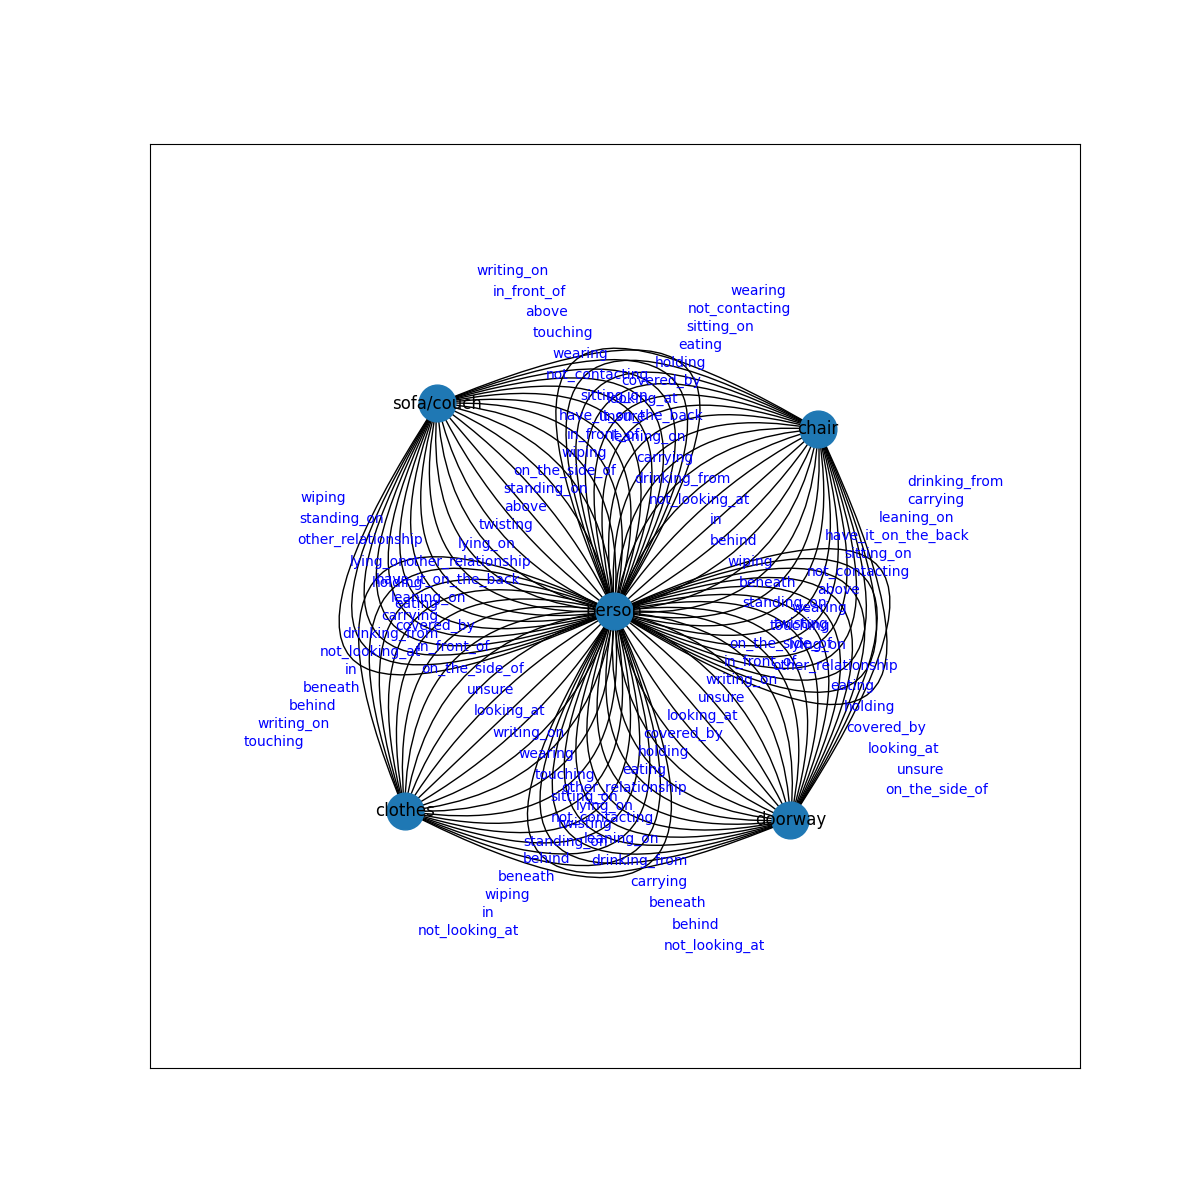 writing_on
in_front_of
above
touching
wearing
not_contacting
sitting_on
have_it_on_the_back
leaning_on
carrying
drinking_from
not_looking_at
in
behind
wiping
beneath
standing_on
twisting
lying_on
other_relationship
eating
holding
covered_by
looking_at
unsure
on_the_side_of
wearing
not_contacting
sitting_on
eating
holding
covered_by
looking_at
unsure
in_front_of
wiping
on_the_side_of
standing_on
above
twisting
lying_on
other_relationship
have_it_on_the_back
leaning_on
carrying
drinking_from
not_looking_at
in
beneath
behind
writing_on
touching
sofa/couch
chair
person
clothes
doorway
wiping
standing_on
other_relationship
lying_on
holding
eating
covered_by
in_front_of
on_the_side_of
unsure
looking_at
writing_on
wearing
touching
sitting_on
not_contacting
leaning_on
drinking_from
carrying
beneath
behind
not_looking_at
drinking_from
carrying
leaning_on
have_it_on_the_back
sitting_on
not_contacting
above
wearing
touching
on_the_side_of
in_front_of
writing_on
unsure
looking_at
covered_by
holding
eating
other_relationship
lying_on
twisting
standing_on
behind
beneath
wiping
in
not_looking_at